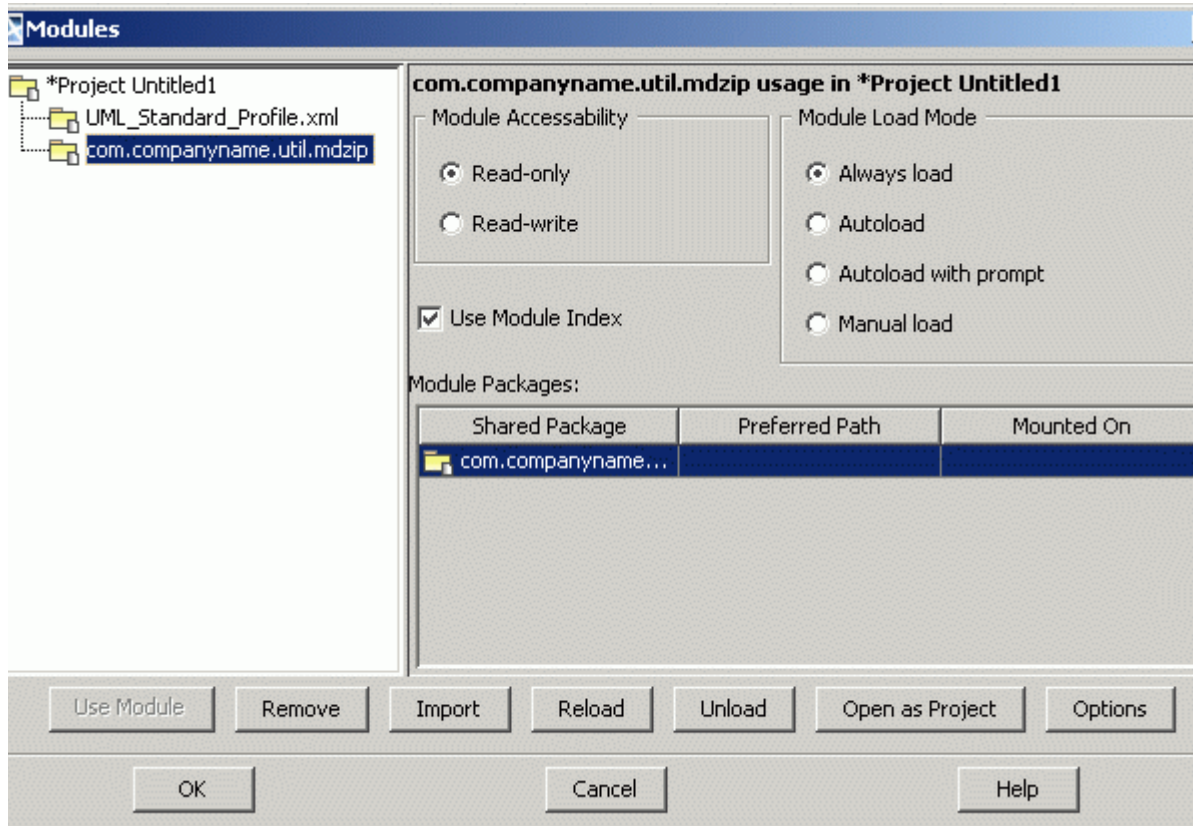 Modules
*Project Untitled1
UML_Standard_Profile.xml
com.companyname.util.mdzip
com.companyname.util.mdzip usage in *Project Untitled1
Module Accessability
Read-only
Read-write
Module Load Mode
Always load
Autoload
Autoload with prompt
Manual load
Use Module Index
Module Packages:
Shared Package Preferred Path Mounted On
com.companyname...
Use Module Remove Import Reload Unload Open as Project Options
OK Cancel Help